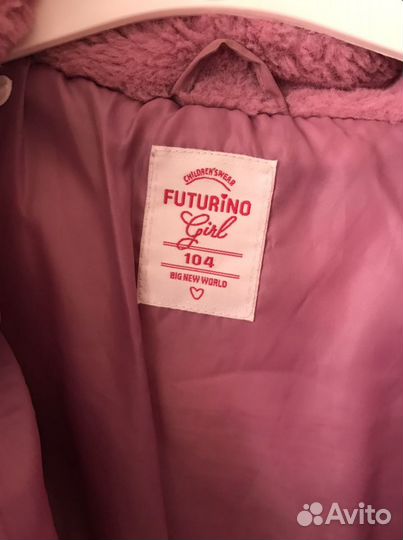 CHILDREN'S WEAR
FUTURINO
Girl
104
BIG NEW WORLD
Avito